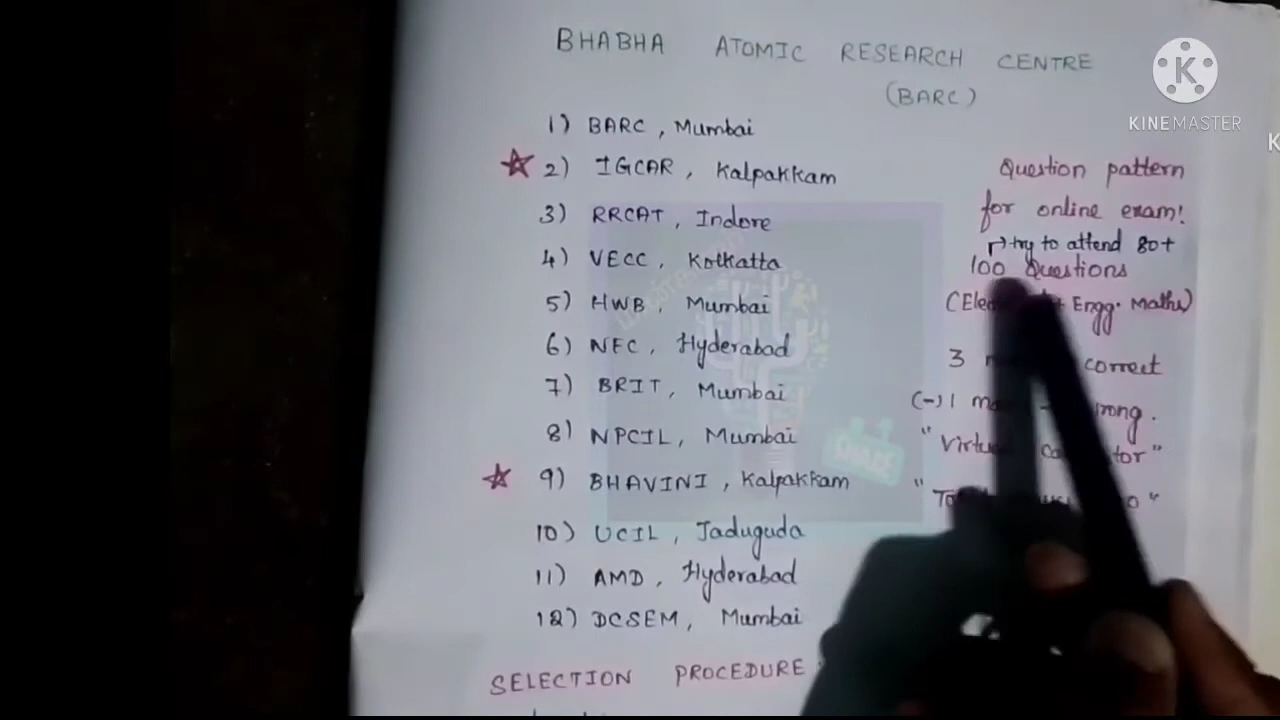 BHABHA ATOMIC RESEARCH CENTRE
(BARC)
1) BARC, Mumbai
2) IGCAR, Kalpakkam
3) RRCAT, Indore
4) VECC, Kolkatta
5) HWB, Mumbai
6) NFC, Hyderabad
7) BRIT, Mumbai
8) NPCIL, Mumbai
9) BHAVINI, Kalpakkam
10) UCIL, Jaduguda
11) AMD, Hyderabad
12) DCSEM, Mumbai
SELECTION PROCEDURE
Question pattern
for online exam!
try to attend 80+
100 Questions
+ Engg. Maths)
3 correct
(-) 1
"
"
KINEMASTER
SHARE